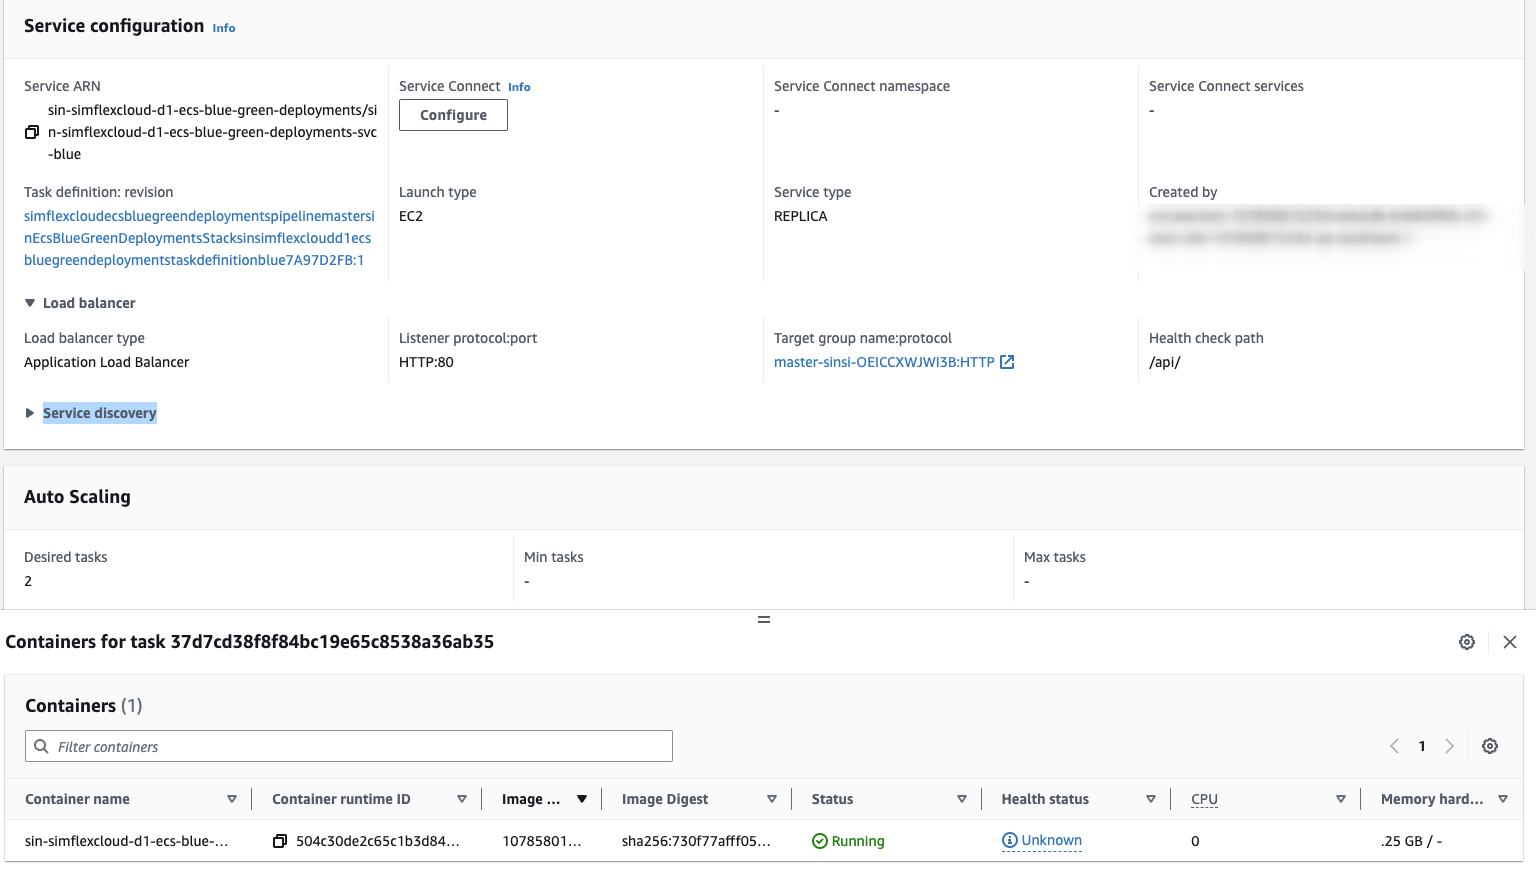 Service configuration Info
Service ARN
sin-simflexcloud-d1-ecs-blue-green-deployments/si
n-simflexcloud-d1-ecs-blue-green-deployments-svc
-blue
Service Connect Info
Configure
Service Connect namespace
-
Service Connect services
-
Task definition: revision
simflexcloudecsbluegreendeploymentspipelinemastersi
nEcsBlueGreenDeploymentsStacksinsimflexcloudd1ecs
bluegreendeploymentstaskdefinitionblue7A97D2FB:1
Launch type
EC2
Service type
REPLICA
Created by
Load balancer
Load balancer type
Application Load Balancer
Listener protocol:port
HTTP:80
Target group name:protocol
master-sinsi-OEICCXWJWI3B:HTTP
Health check path
/api/
Service discovery
Auto Scaling
Desired tasks
2
Min tasks
-
Max tasks
-
Containers for task 37d7cd38f8f84bc19e65c8538a36ab35
Containers (1)
Filter containers
1
Container name Container runtime ID Image ... Image Digest Status Health status CPU Memory hard...
sin-simflexcloud-d1-ecs-blue-... 504c30de2c65c1b3d84... 10785801... sha256:730f77afff05... Running Unknown 0 .25 GB / -